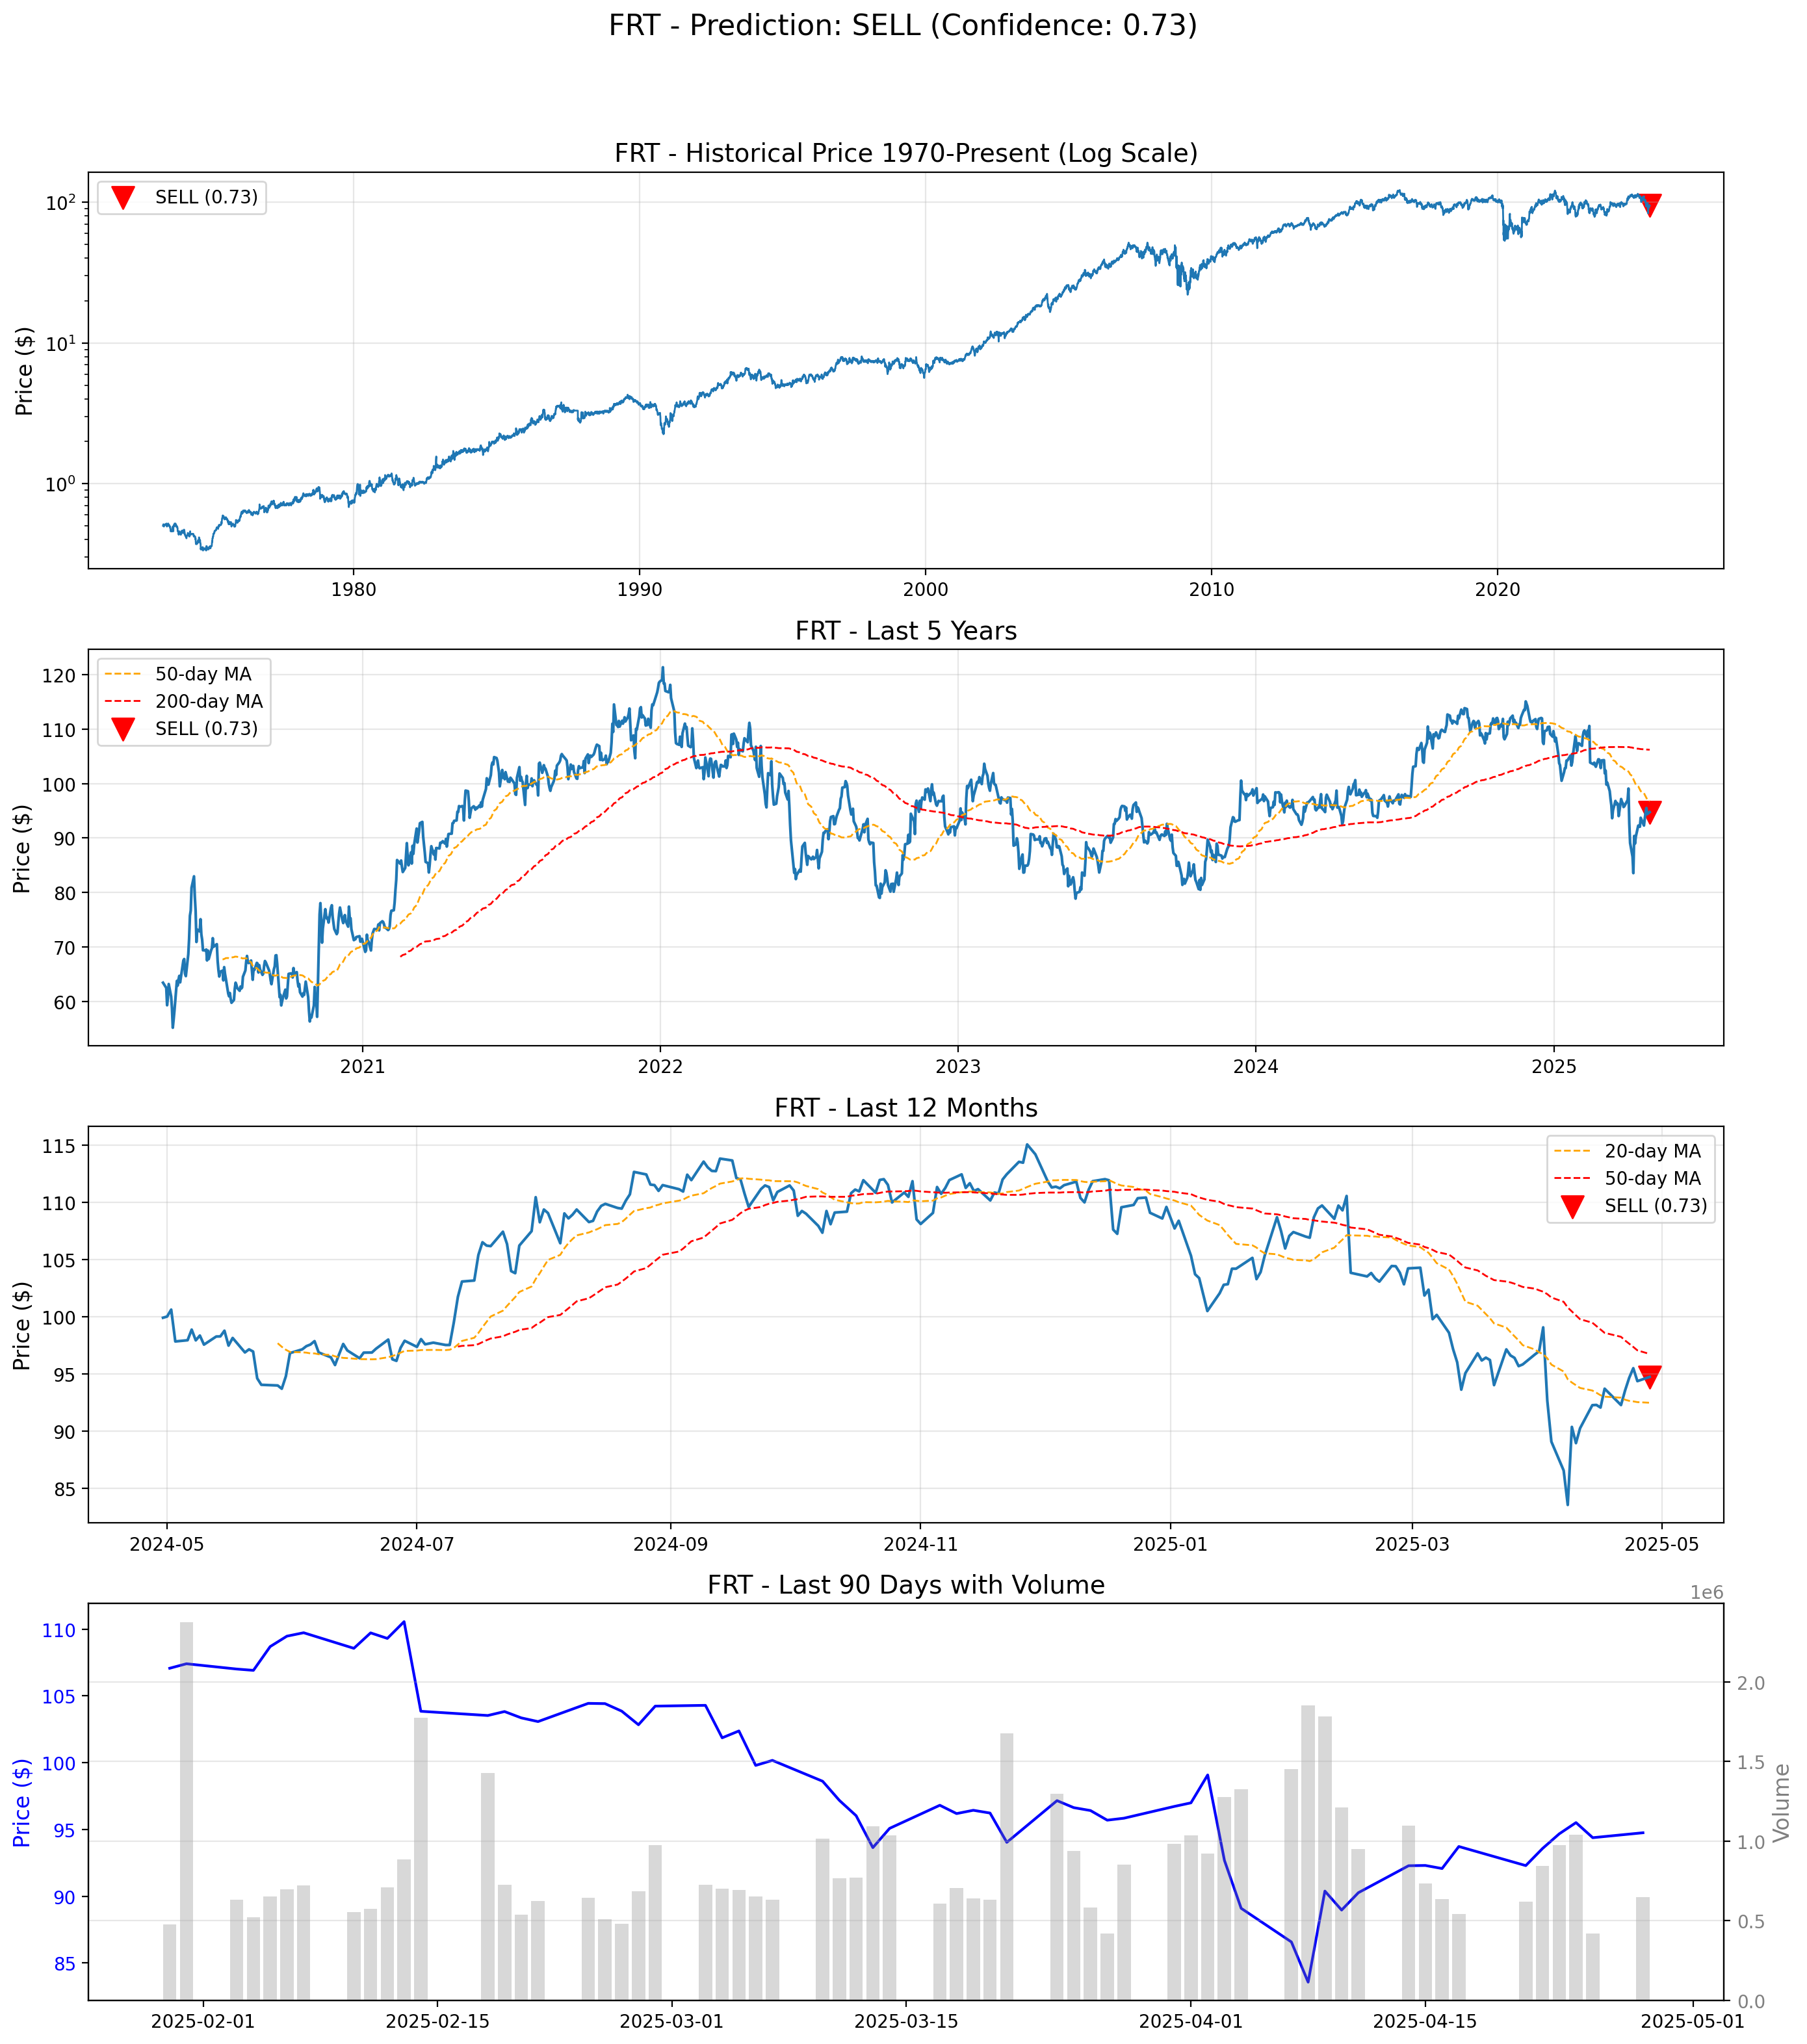 FRT - Prediction: SELL (Confidence: 0.73)
FRT - Historical Price 1970-Present (Log Scale)
SELL (0.73)
Price ($)
10²
10¹
10⁰
1980 1990 2000 2010 2020
FRT - Last 5 Years
50-day MA
200-day MA
SELL (0.73)
Price ($)
120
110
100
90
80
70
60
2021 2022 2023 2024 2025
FRT - Last 12 Months
20-day MA
50-day MA
SELL (0.73)
Price ($)
115
110
105
100
95
90
85
2024-05 2024-07 2024-09 2024-11 2025-01 2025-03 2025-05
FRT - Last 90 Days with Volume
1e6
Price ($)
110
105
100
95
90
85
2.0
1.5
1.0
0.5
0.0
Volume
2025-02-01 2025-02-15 2025-03-01 2025-03-15 2025-04-01 2025-04-15 2025-05-01